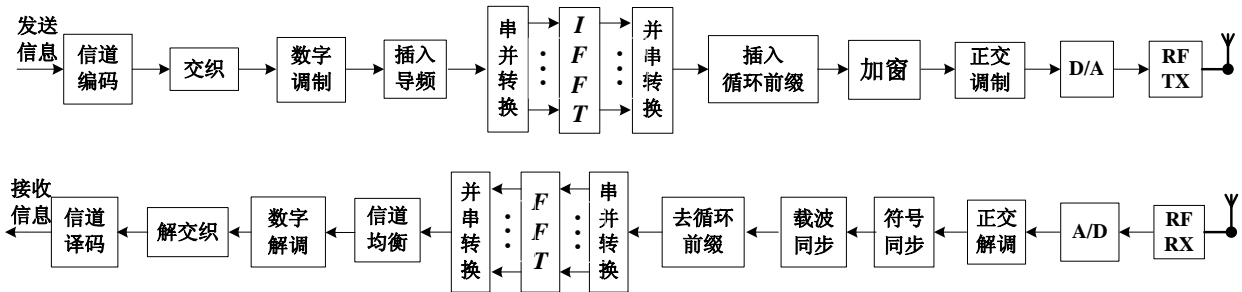 发送
信息
信道
编码
交织
数字
调制
插入
导频
串并转换
IFFT
并串转换
插入
循环前缀
加窗
正交
调制
D/A
RF
TX
接收
信息
信道
译码
解交织
数字
解调
信道
均衡
并串转换
FFT
串并转换
去循环
前缀
载波
同步
符号
同步
正交
解调
A/D
RF
RX